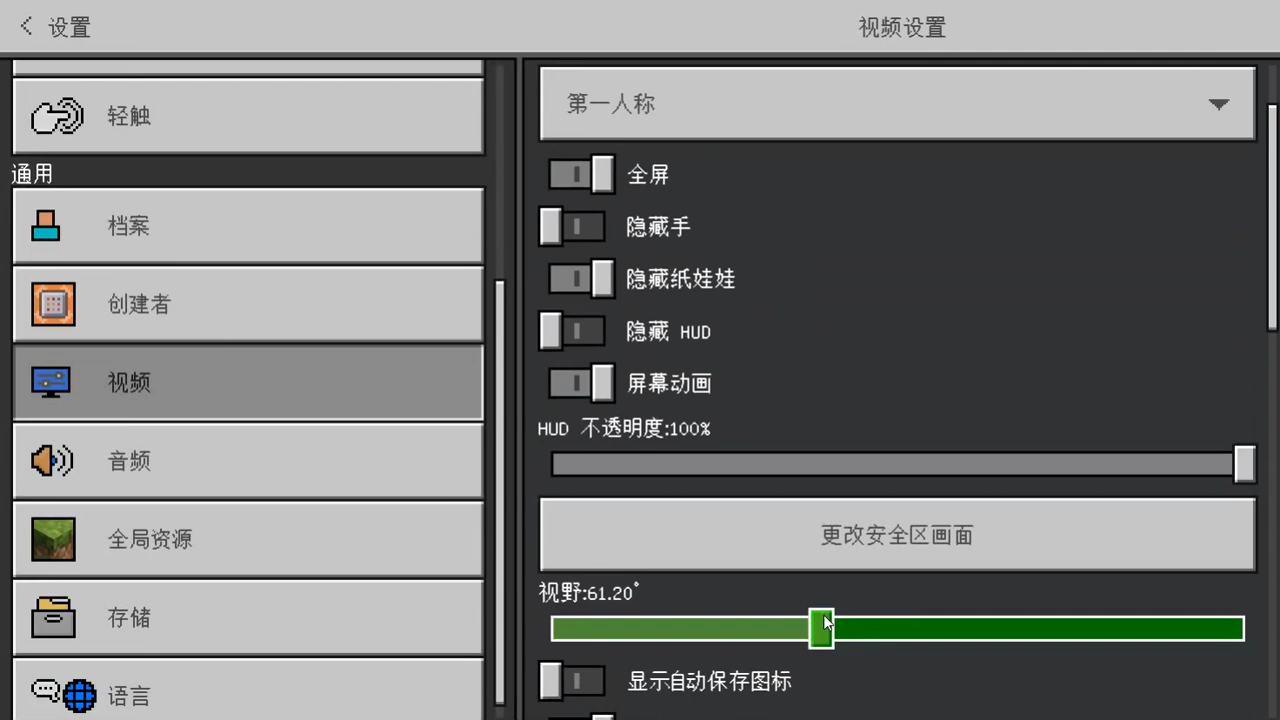 设置
视频设置
轻触
通用
档案
创建者
视频
音频
全局资源
存储
语言
第一人称
全屏
隐藏手
隐藏纸娃娃
隐藏 HUD
屏幕动画
HUD 不透明度:100%
更改安全区画面
视野:61.20°
显示自动保存图标